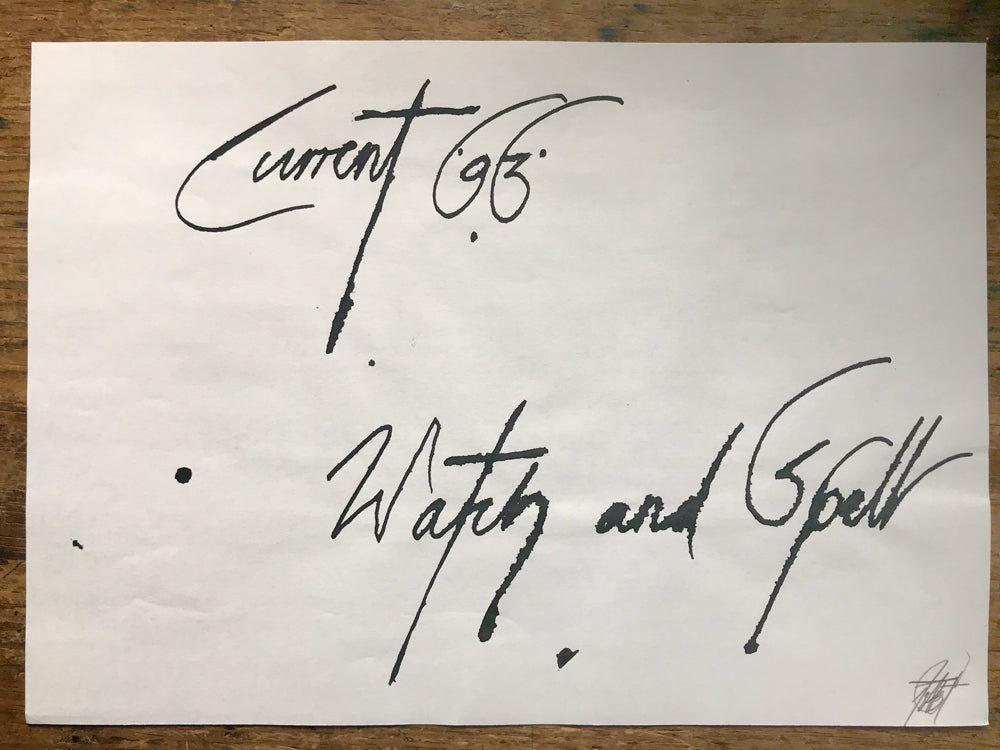 Current 93
Watch and Spell